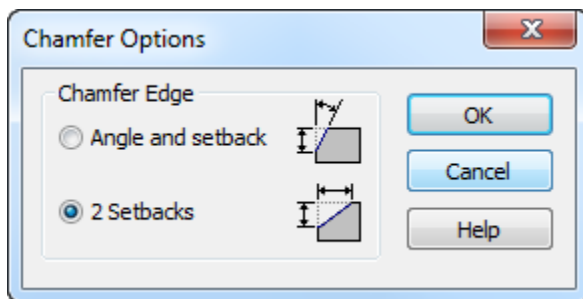 Chamfer Options
Chamfer Edge
Angle and setback
2 Setbacks
OK
Cancel
Help